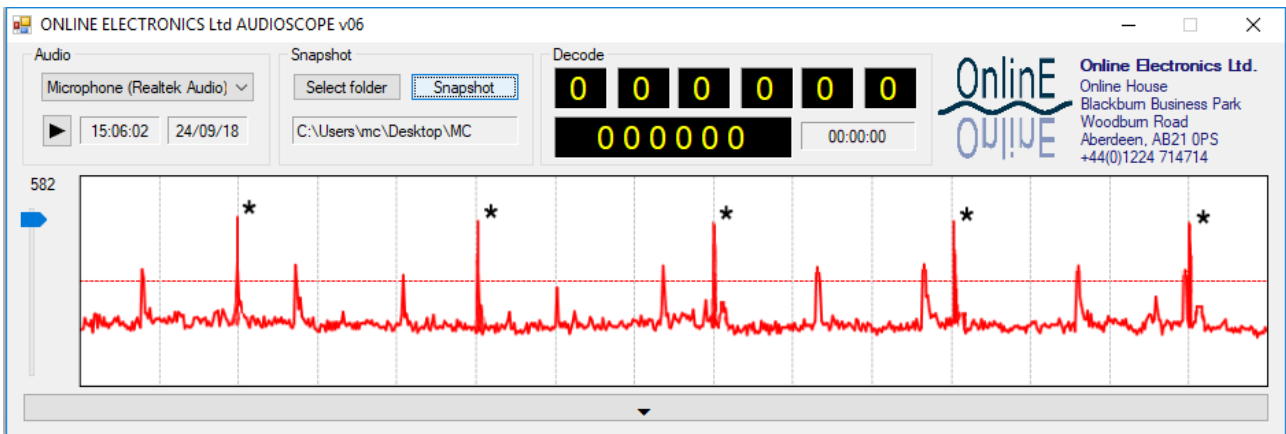 ONLINE ELECTRONICS Ltd AUDIOSCOPE v06
Audio
Microphone (Realtek Audio)
15:06:02 24/09/18
Snapshot
Select folder Snapshot
C:\Users\mc\Desktop\MC
Decode
0 0 0 0 0 0
000000 00:00:00
OnlinE
OnlinE
Online Electronics Ltd.
Online House
Blackburn Business Park
Woodburn Road
Aberdeen, AB21 0PS
+44(0)1224 714714
582
* * * * *